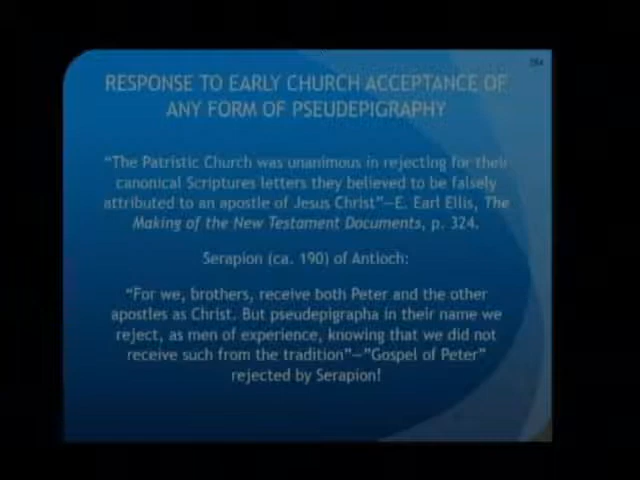 RESPONSE TO EARLY CHURCH ACCEPTANCE OF
ANY FORM OF PSEUDEPIGRAPHY
"The Patristic Church was unanimous in rejecting for their
canonical Scriptures letters they believed to be falsely
attributed to an apostle of Jesus Christ"—E. Earl Ellis, The
Making of the New Testament Documents, p. 324.
Serapion (ca. 190) of Antioch:
"For we, brothers, receive both Peter and the other
apostles as Christ. But pseudepigrapha in their name we
reject, as men of experience, knowing that we did not
receive such from the tradition"—"Gospel of Peter"
rejected by Serapion!